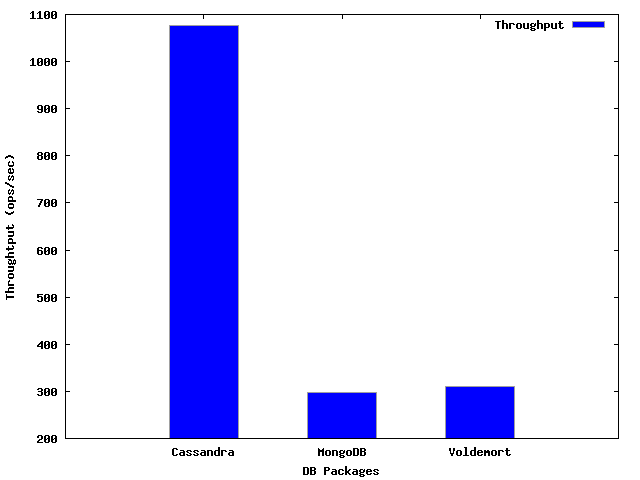 1100
1000
900
800
700
600
500
400
300
200
Throughtput (ops/sec)
Throughput
Cassandra
MongoDB
Voldemort
DB Packages